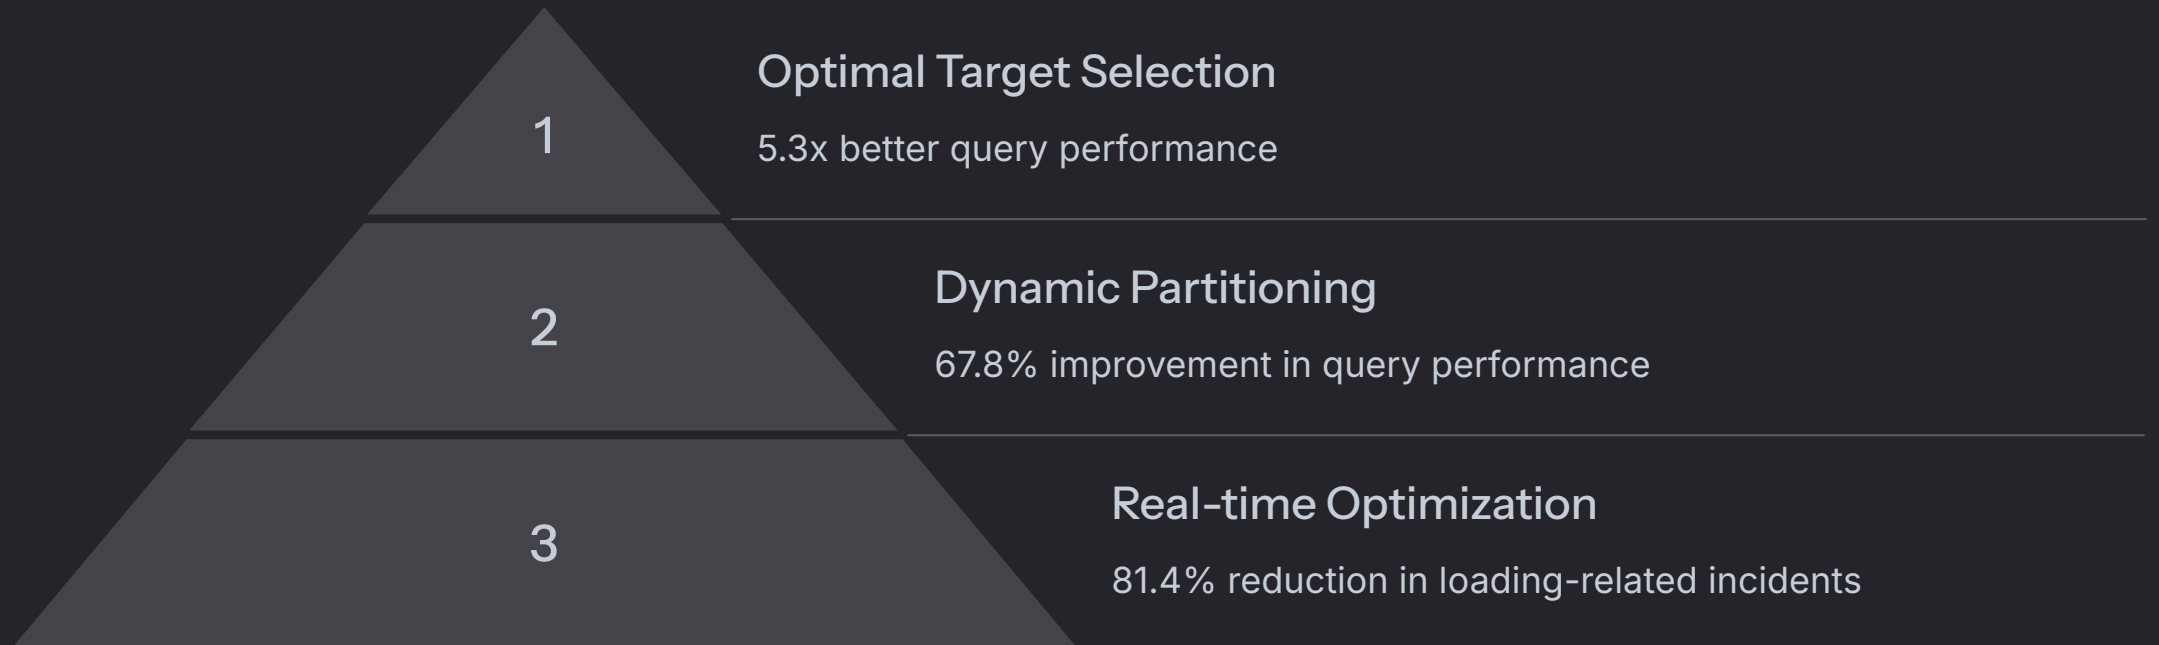 1
Optimal Target Selection
5.3x better query performance
2
Dynamic Partitioning
67.8% improvement in query performance
3
Real-time Optimization
81.4% reduction in loading-related incidents